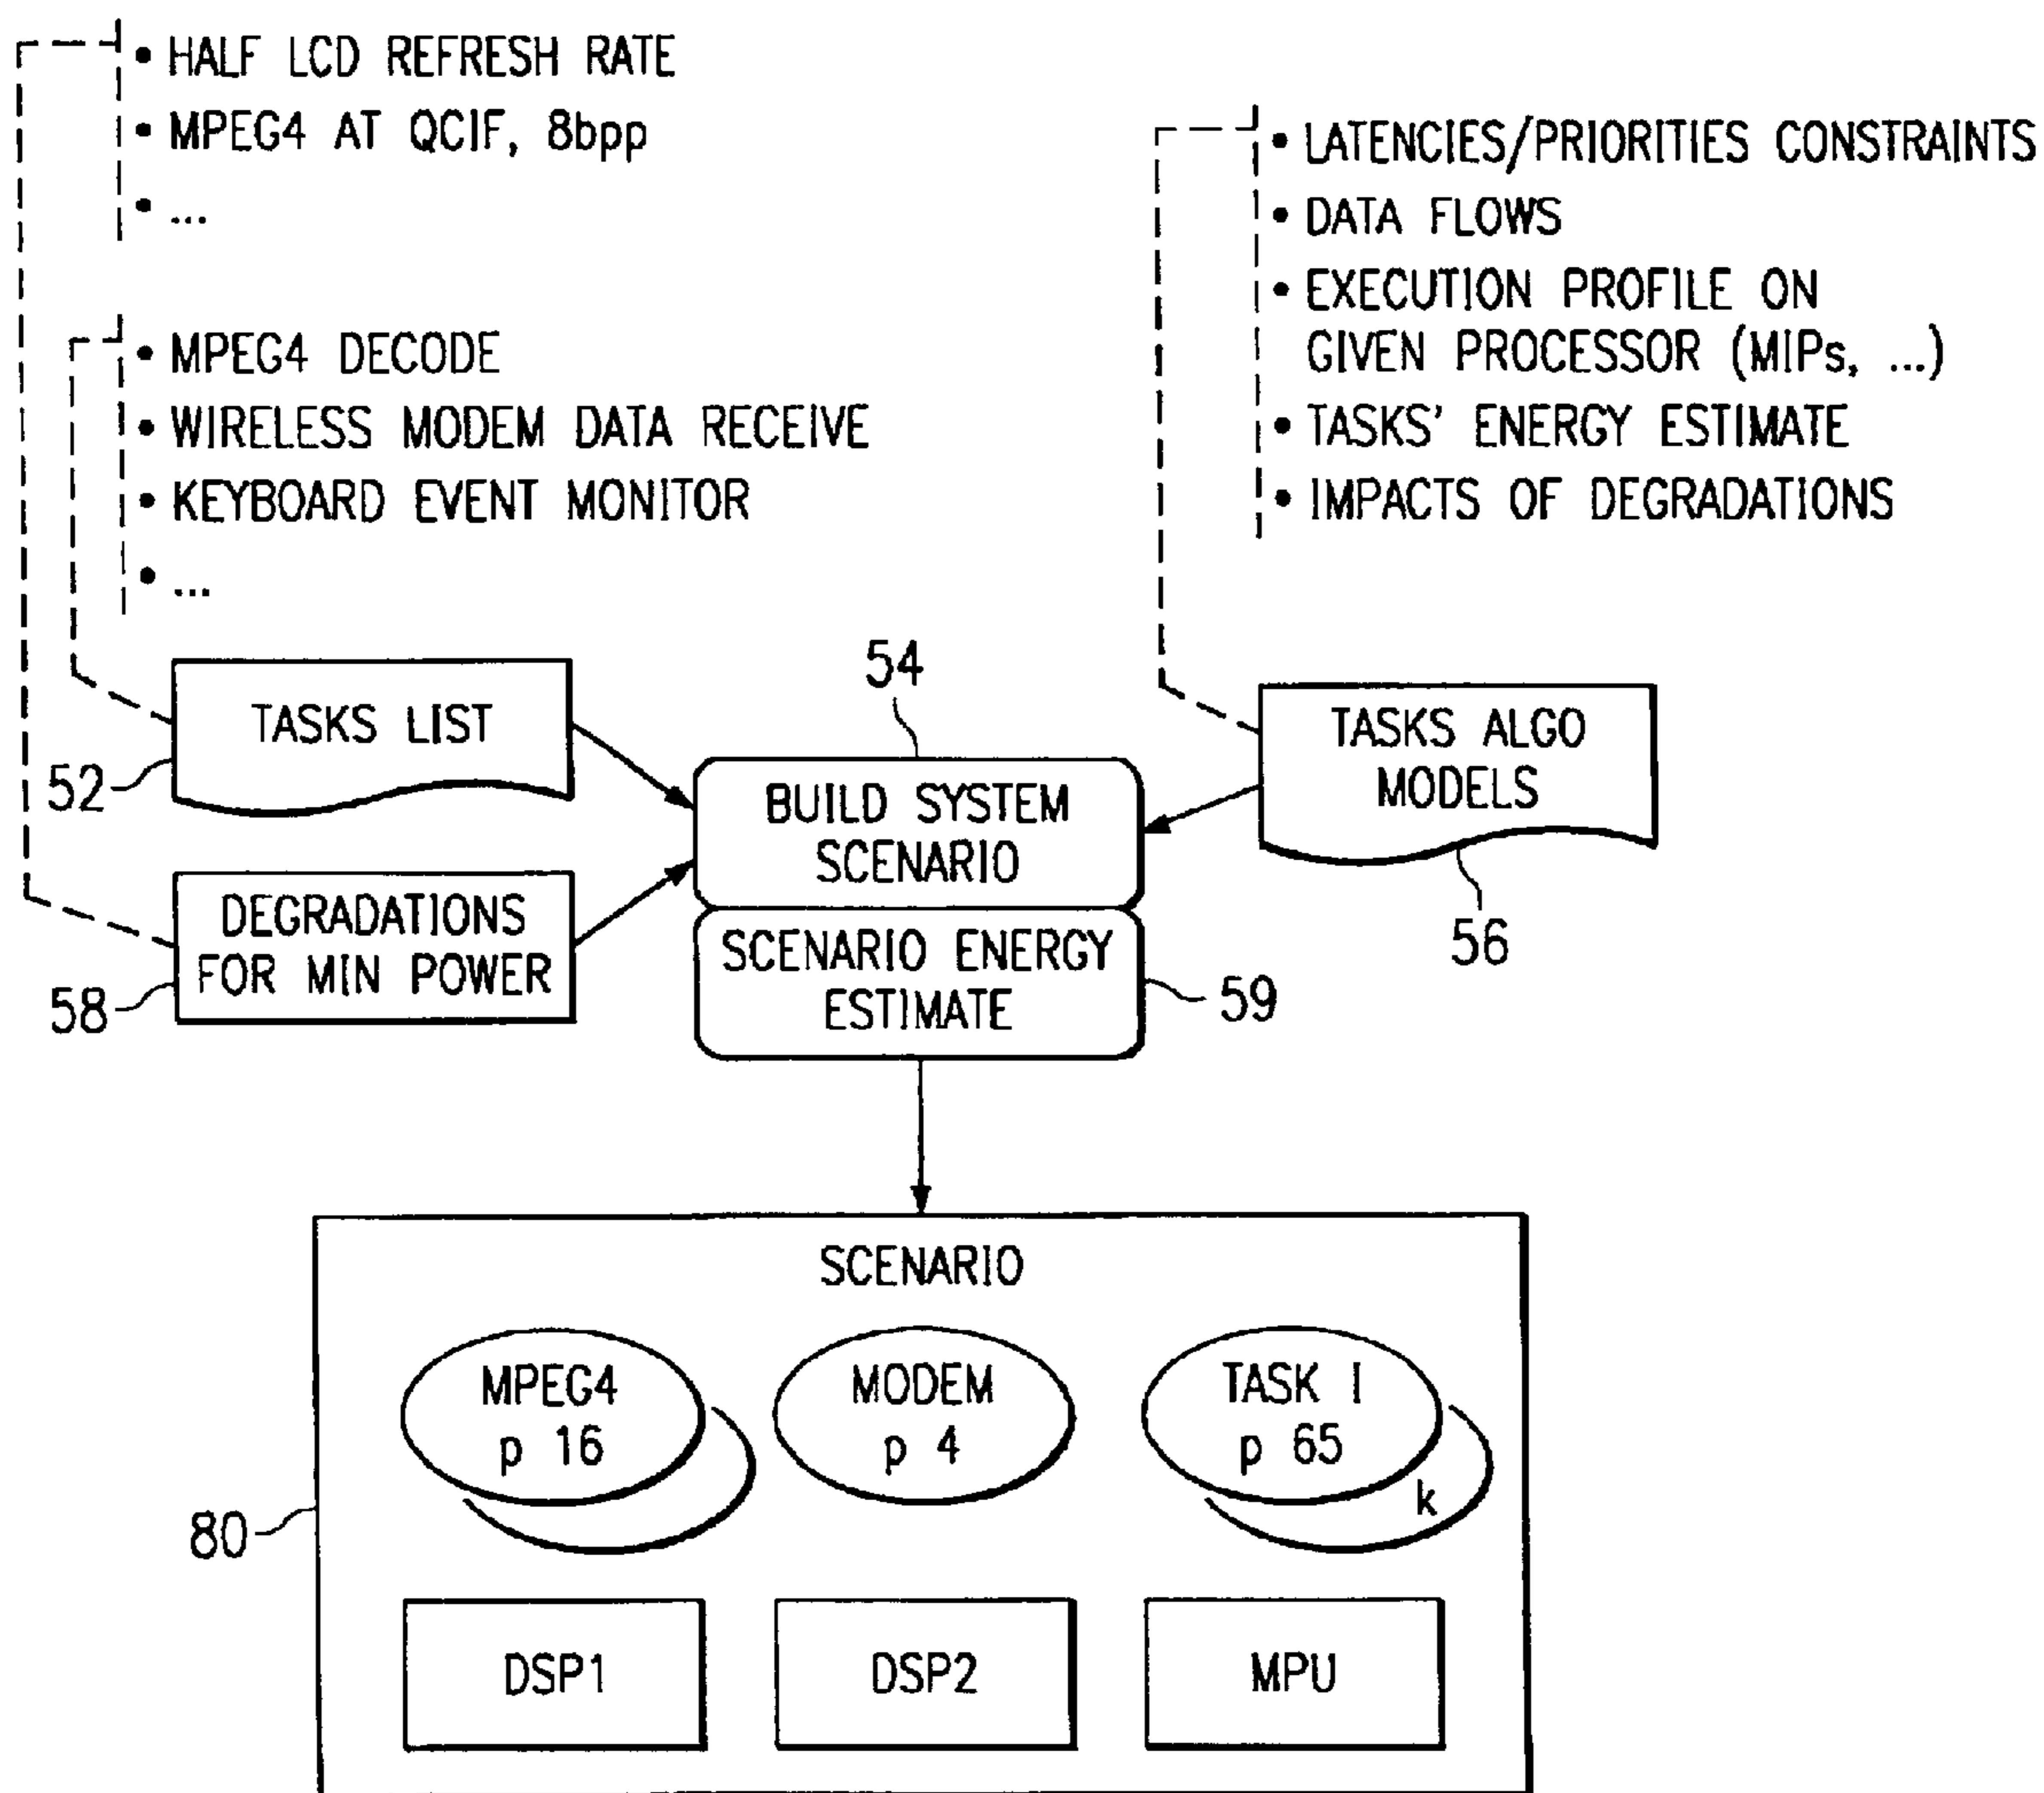 • HALF LCD REFRESH RATE
• MPEG4 AT QCIF, 8bpp
• ...
• MPEG4 DECODE
• WIRELESS MODEM DATA RECEIVE
• KEYBOARD EVENT MONITOR
• ...
• LATENCIES/PRIORITIES CONSTRAINTS
• DATA FLOWS
• EXECUTION PROFILE ON
GIVEN PROCESSOR (MIPs, ...)
• TASKS' ENERGY ESTIMATE
• IMPACTS OF DEGRADATIONS
TASKS LIST
52
54
BUILD SYSTEM
SCENARIO
TASKS ALGO
MODELS
56
DEGRADATIONS
FOR MIN POWER
58
SCENARIO ENERGY
ESTIMATE
59
SCENARIO
MPEG4
p 16
MODEM
p 4
TASK I
p 65
k
80
DSP1
DSP2
MPU